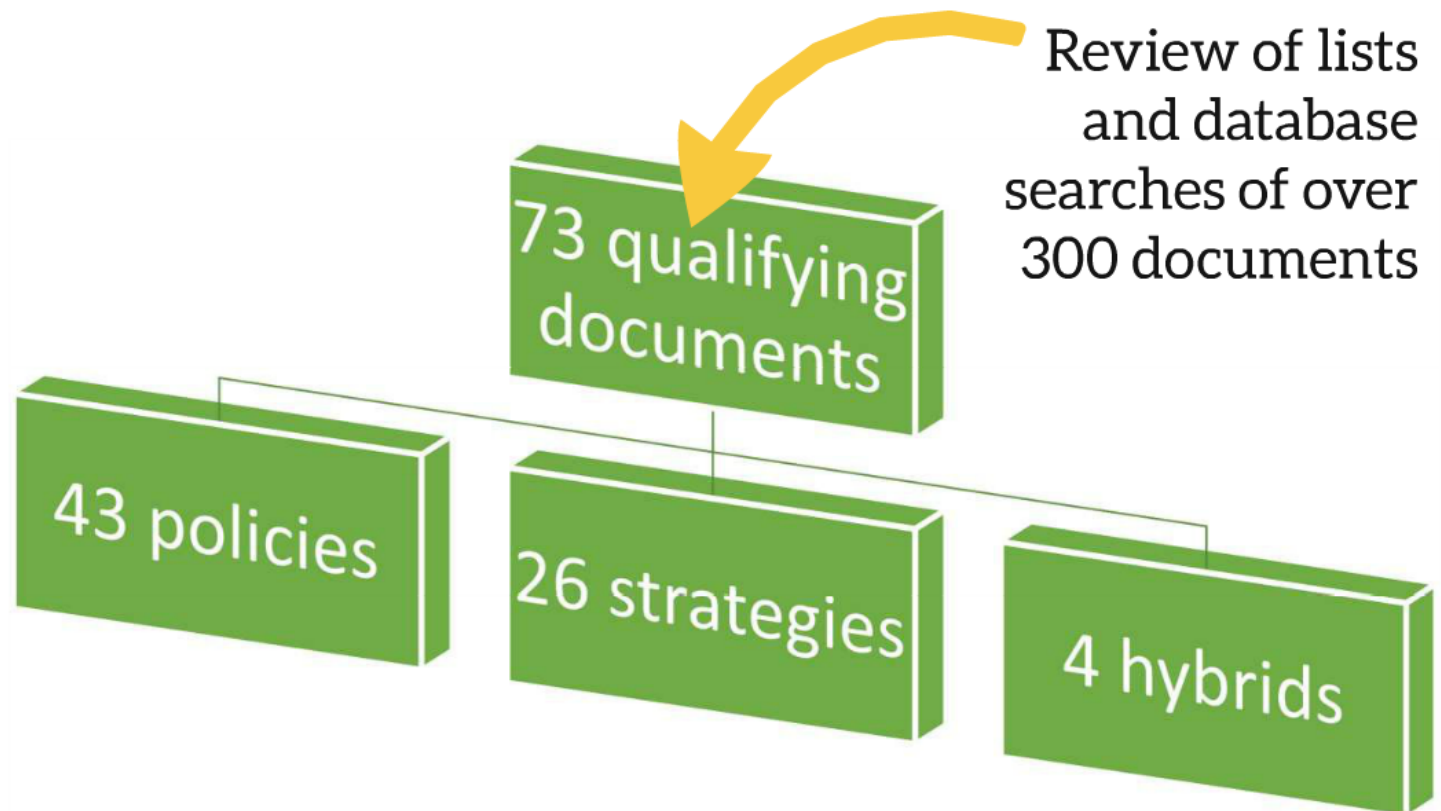 Review of lists
and database
searches of over
300 documents
73 qualifying
documents
43 policies
26 strategies
4 hybrids